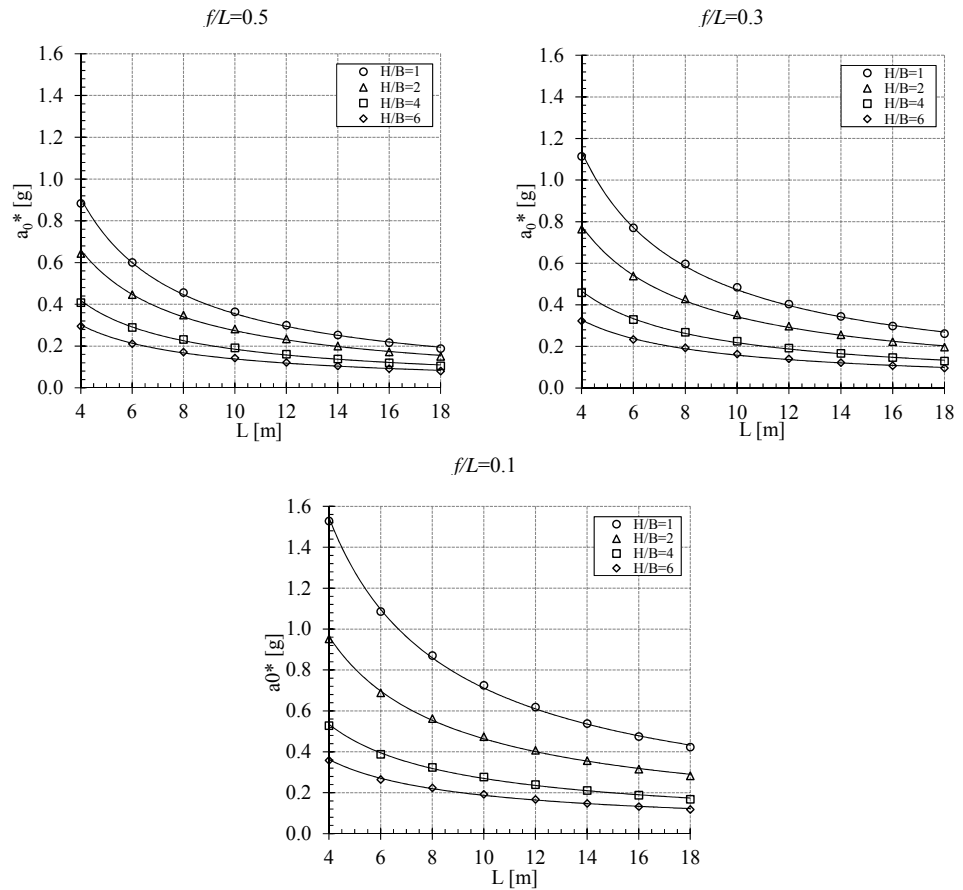 f/L=0.5
1.6
1.4
1.2
1.0
0.8
0.6
0.4
0.2
0.0
a₀* [g]
4 6 8 10 12 14 16 18
L [m]
H/B=1
H/B=2
H/B=4
H/B=6
f/L=0.3
1.6
1.4
1.2
1.0
0.8
0.6
0.4
0.2
0.0
a₀* [g]
4 6 8 10 12 14 16 18
L [m]
H/B=1
H/B=2
H/B=4
H/B=6
f/L=0.1
1.6
1.4
1.2
1.0
0.8
0.6
0.4
0.2
0.0
a0* [g]
4 6 8 10 12 14 16 18
L [m]
H/B=1
H/B=2
H/B=4
H/B=6